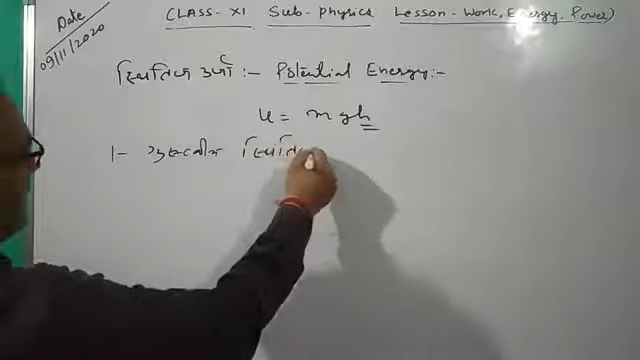 Date
09/11/2020
CLASS-XI Sub-Physics Lesson-Work, Energy, Power)
स्थितिज ऊर्जा :- Potential Energy :-
U = mgh
1- गुरुत्वीय स्थिति